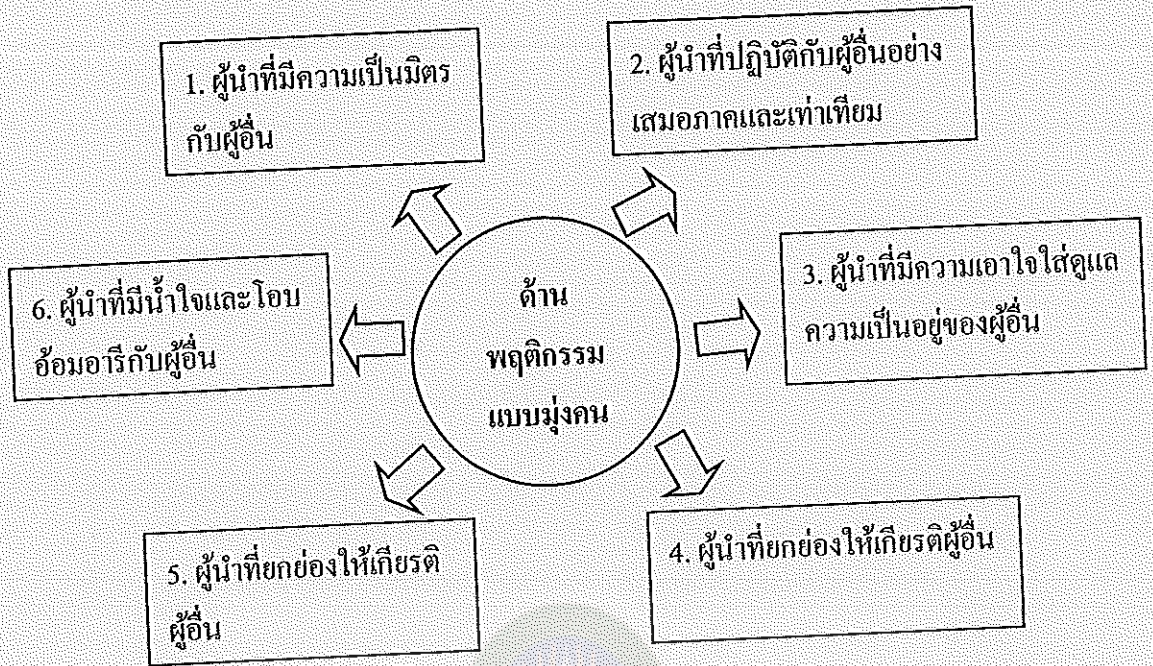 1. ผู้นำที่มีความเป็นมิตร
กับผู้อื่น
2. ผู้นำที่ปฏิบัติกับผู้อื่นอย่าง
เสมอภาคและเท่าเทียม
3. ผู้นำที่มีความเอาใจใส่ดูแล
ความเป็นอยู่ของผู้อื่น
4. ผู้นำที่ยกย่องให้เกียรติผู้อื่น
5. ผู้นำที่ยกย่องให้เกียรติ
ผู้อื่น
6. ผู้นำที่มีน้ำใจและโอบ
อ้อมอารีกับผู้อื่น
ด้าน
พฤติกรรม
แบบมุ่งคน